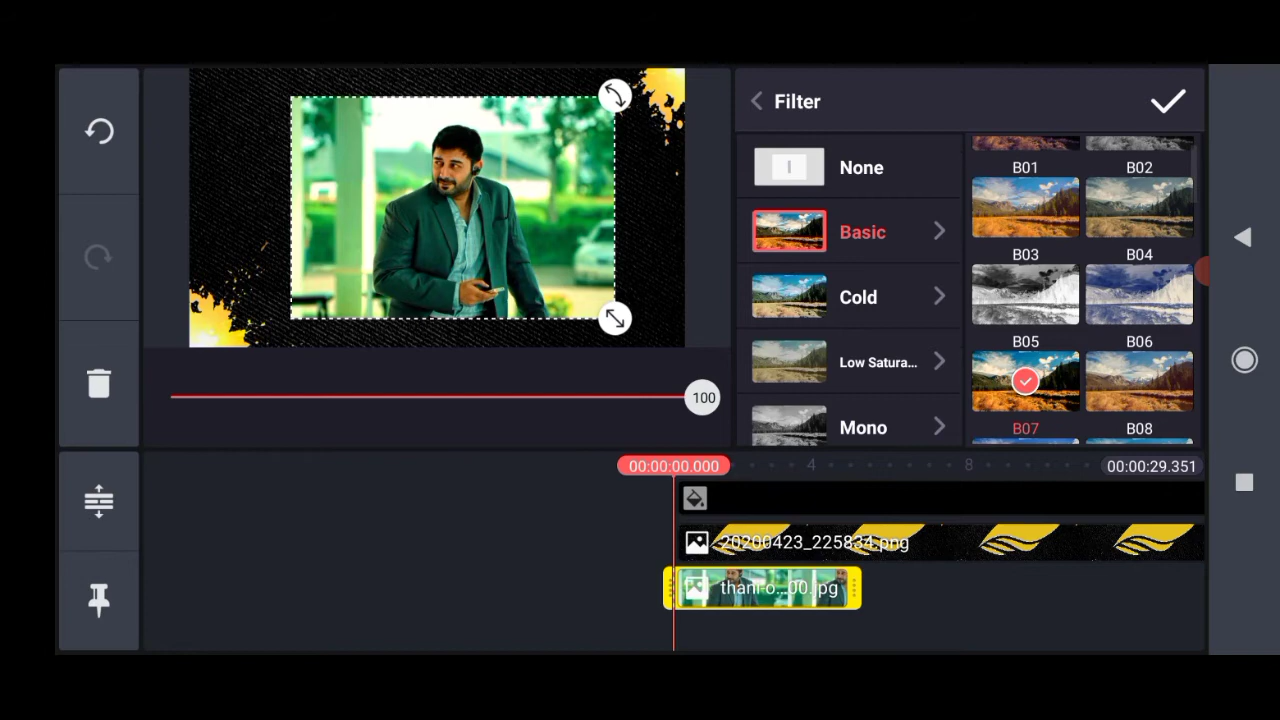 Filter
None
Basic
Cold
Low Satura...
Mono
B01
B02
B03
B04
B05
B06
B07
B08
100
00:00:00.000
4
8
00:00:29.351
20200423_225834.png
thani-o...00.jpg